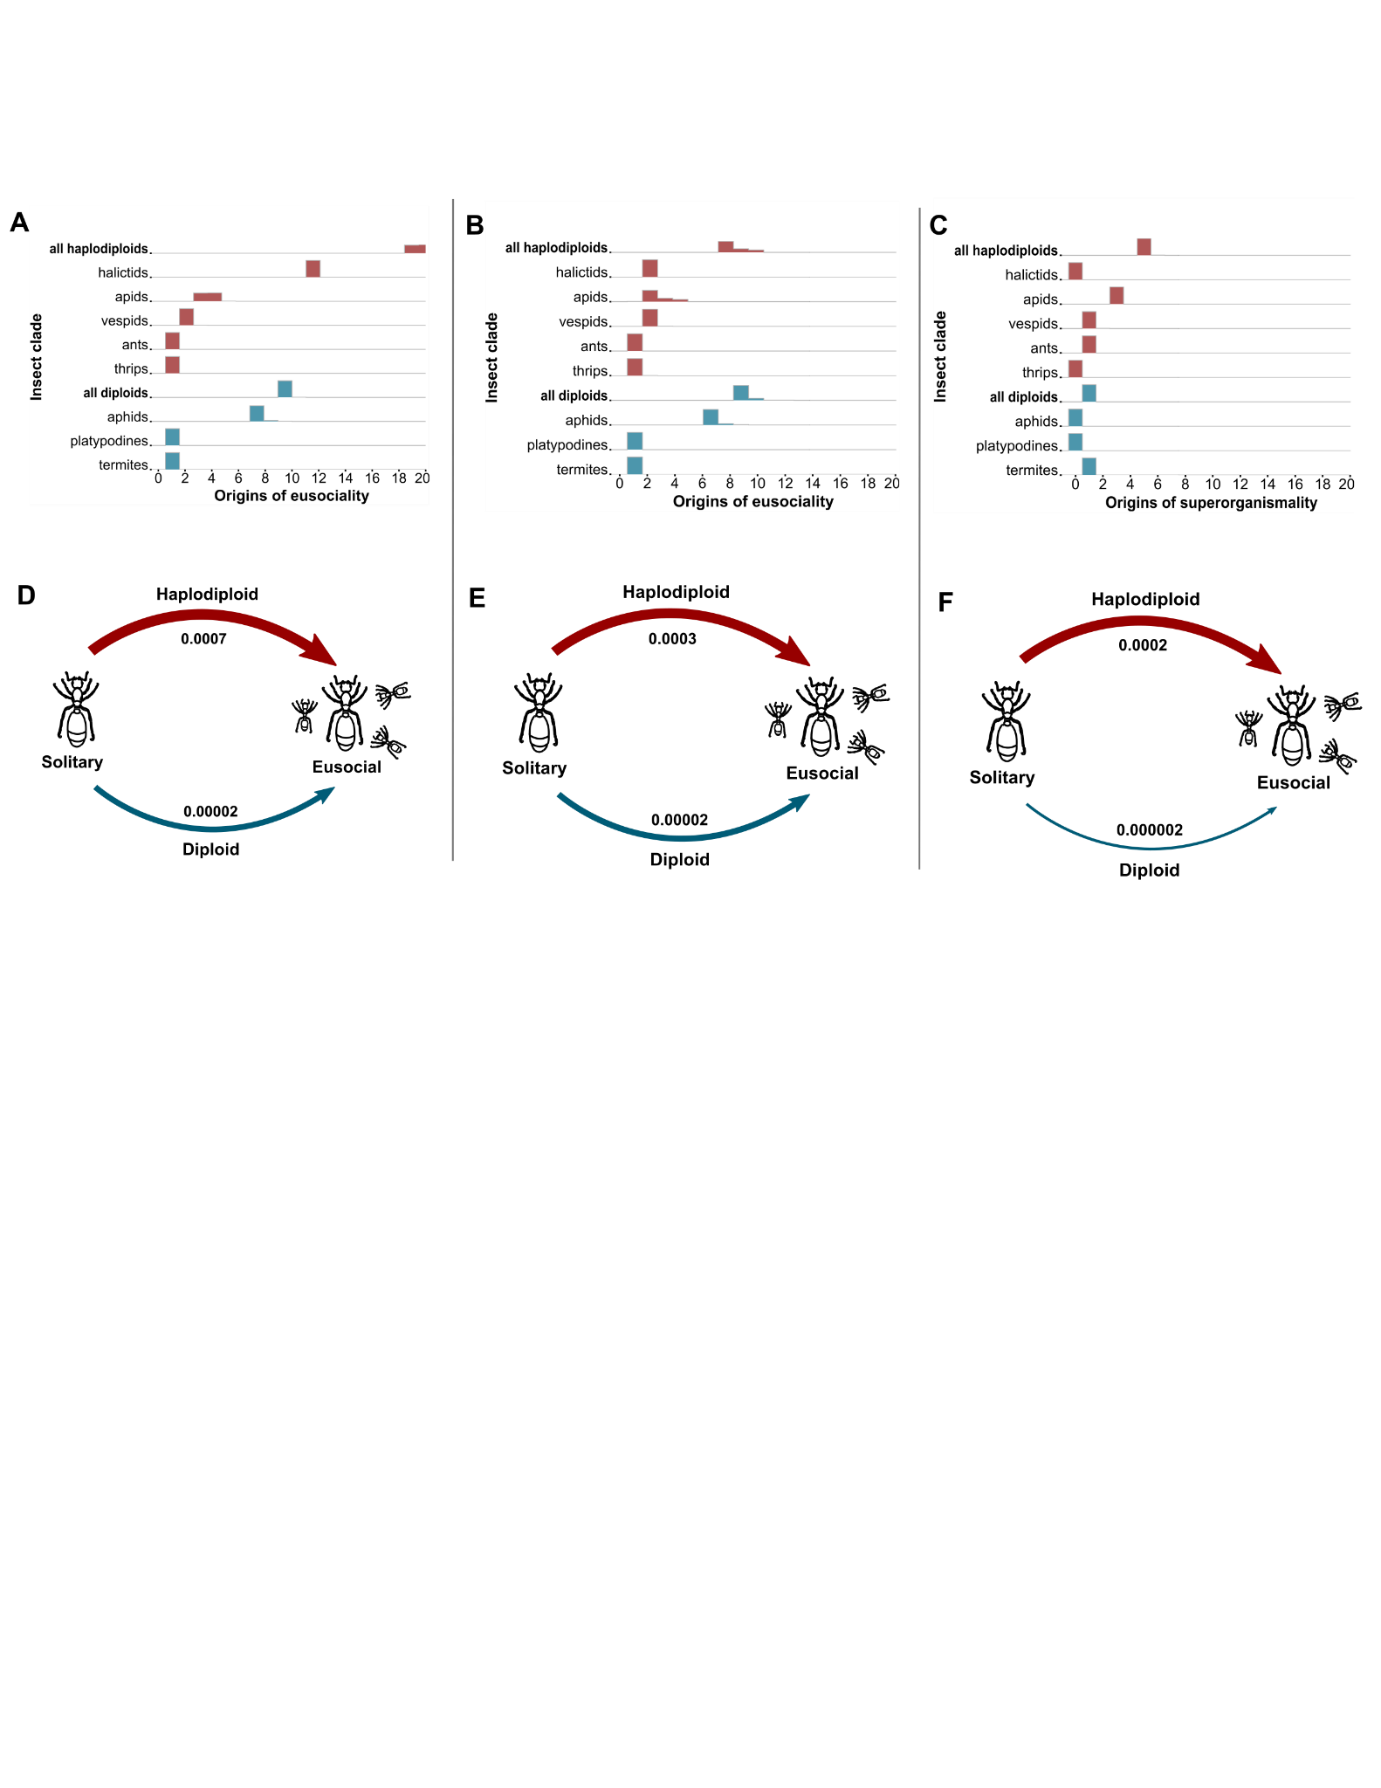 A
all haplodiploids
halictids
apids
vespids
ants
thrips
all diploids
aphids
platypodines
termites
Insect clade
0 2 4 6 8 10 12 14 16 18 20
Origins of eusociality
B
all haplodiploids
halictids
apids
vespids
ants
thrips
all diploids
aphids
platypodines
termites
Insect clade
0 2 4 6 8 10 12 14 16 18 20
Origins of eusociality
C
all haplodiploids
halictids
apids
vespids
ants
thrips
all diploids
aphids
platypodines
termites
Insect clade
0 2 4 6 8 10 12 14 16 18 20
Origins of superorganismality
D
Haplodiploid
0.0007
Solitary
Eusocial
0.00002
Diploid
E
Haplodiploid
0.0003
Solitary
Eusocial
0.00002
Diploid
F
Haplodiploid
0.0002
Solitary
Eusocial
0.000002
Diploid